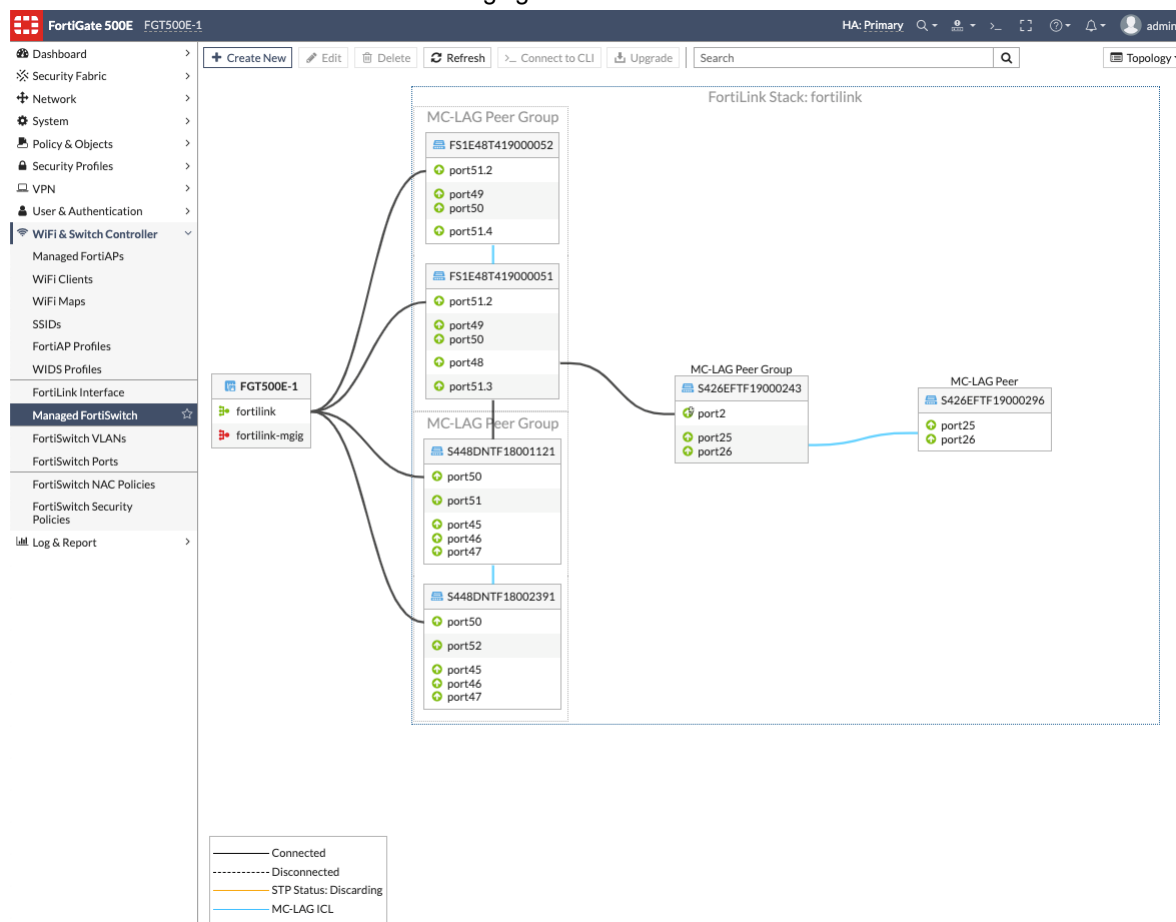 FortiGate 500E FGT500E-1
HA: Primary
admin
Dashboard
Security Fabric
Network
System
Policy & Objects
Security Profiles
VPN
User & Authentication
WiFi & Switch Controller
Managed FortiAPs
WiFi Clients
WiFi Maps
SSIDs
FortiAP Profiles
WIDS Profiles
FortiLink Interface
Managed FortiSwitch
FortiSwitch VLANs
FortiSwitch Ports
FortiSwitch NAC Policies
FortiSwitch Security
Policies
Log & Report
+ Create New Edit Delete Refresh >_ Connect to CLI Upgrade Search Topology
FortiLink Stack: fortilink
MC-LAG Peer Group
FS1E48T419000052
port51.2
port49
port50
port51.4
FS1E48T419000051
port51.2
port49
port50
port48
port51.3
FGT500E-1
fortilink
fortilink-mgig
MC-LAG Peer Group
S448DNTF18001121
port50
port51
port45
port46
port47
S448DNTF18002391
port50
port52
port45
port46
port47
MC-LAG Peer Group
S426EFTF19000243
port2
port25
port26
MC-LAG Peer
S426EFTF19000296
port25
port26
Connected
Disconnected
STP Status: Discarding
MC-LAG ICL